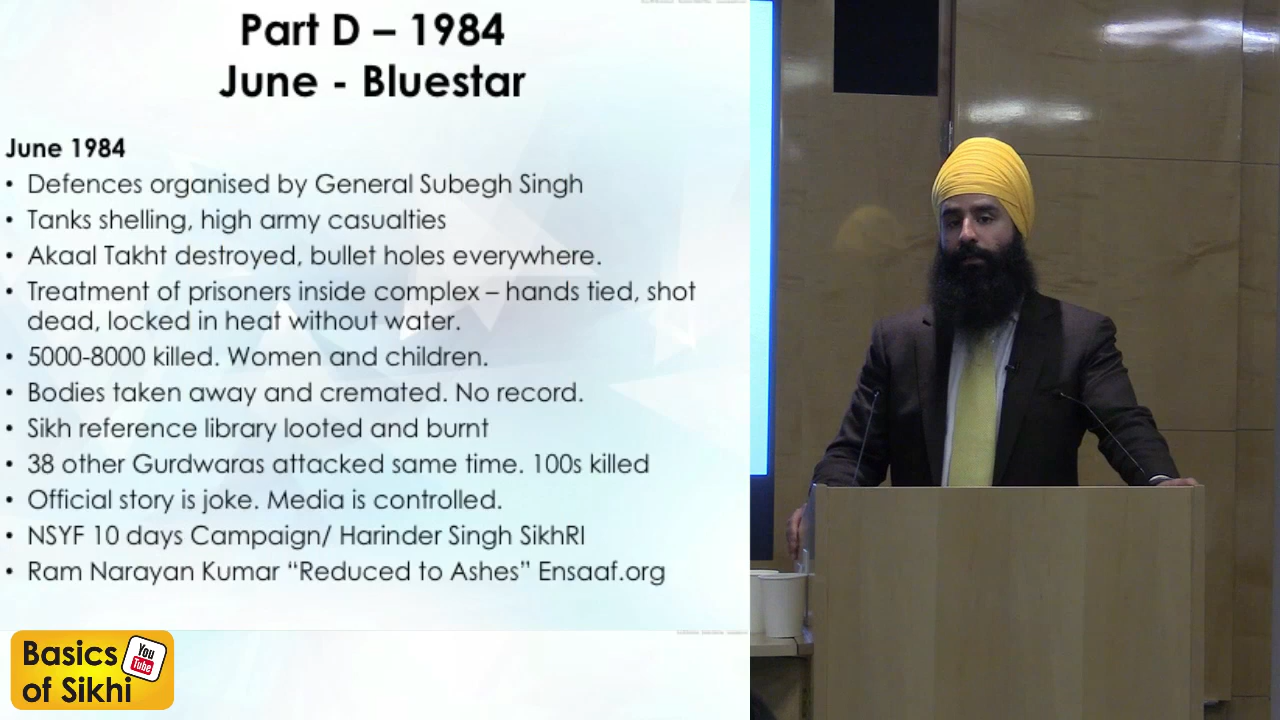 Part D – 1984
June - Bluestar
June 1984
• Defences organised by General Subegh Singh
• Tanks shelling, high army casualties
• Akaal Takht destroyed, bullet holes everywhere.
• Treatment of prisoners inside complex – hands tied, shot
dead, locked in heat without water.
• 5000-8000 killed. Women and children.
• Bodies taken away and cremated. No record.
• Sikh reference library looted and burnt
• 38 other Gurdwaras attacked same time. 100s killed
• Official story is joke. Media is controlled.
• NSYF 10 days Campaign/ Harinder Singh SikhRI
• Ram Narayan Kumar “Reduced to Ashes” Ensaaf.org
Basics
of Sikhi
You
Tube